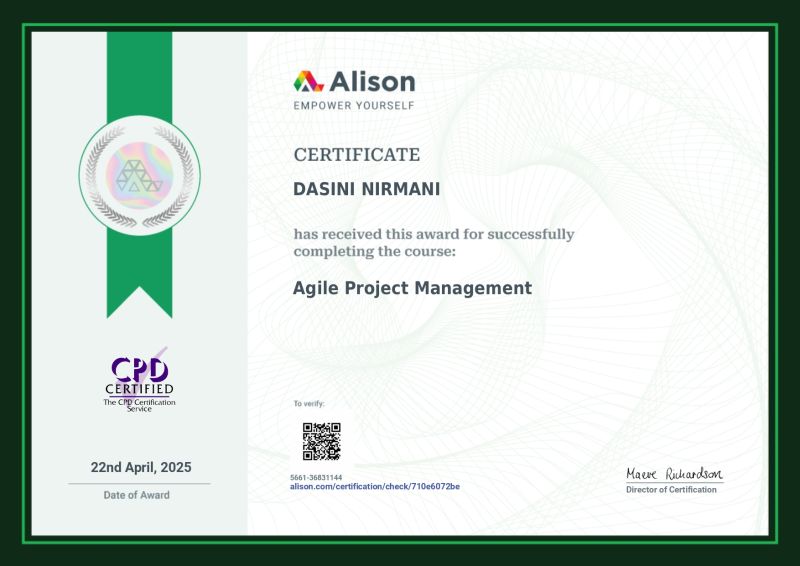 Alison
EMPOWER YOURSELF
CERTIFICATE
DASINI NIRMANI
has received this award for successfully
completing the course:
Agile Project Management
CPD
CERTIFIED
The CPD Certification
Service
22nd April, 2025
Date of Award
To verify:
5661-36831144
alison.com/certification/check/710e6072be
Maeve Richardson
Director of Certification